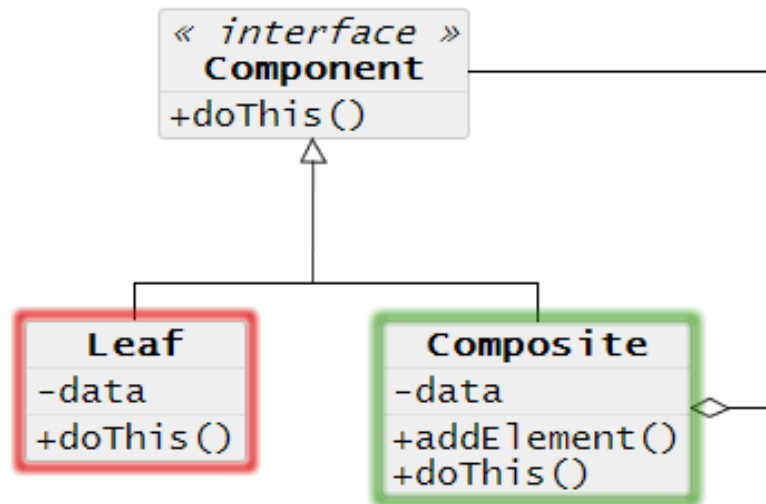 « interface »
Component
+doThis()
Leaf
-data
+doThis()
Composite
-data
+addElement()
+doThis()